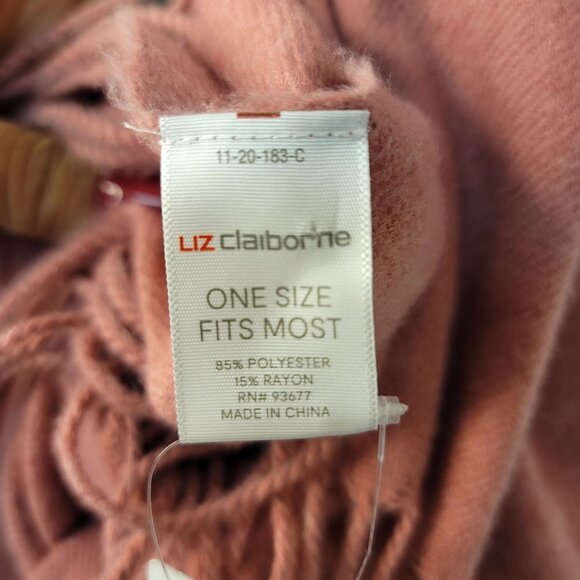 11-20-183-C
LIZ claiborne
ONE SIZE
FITS MOST
85% POLYESTER
15% RAYON
RN# 93677
MADE IN CHINA